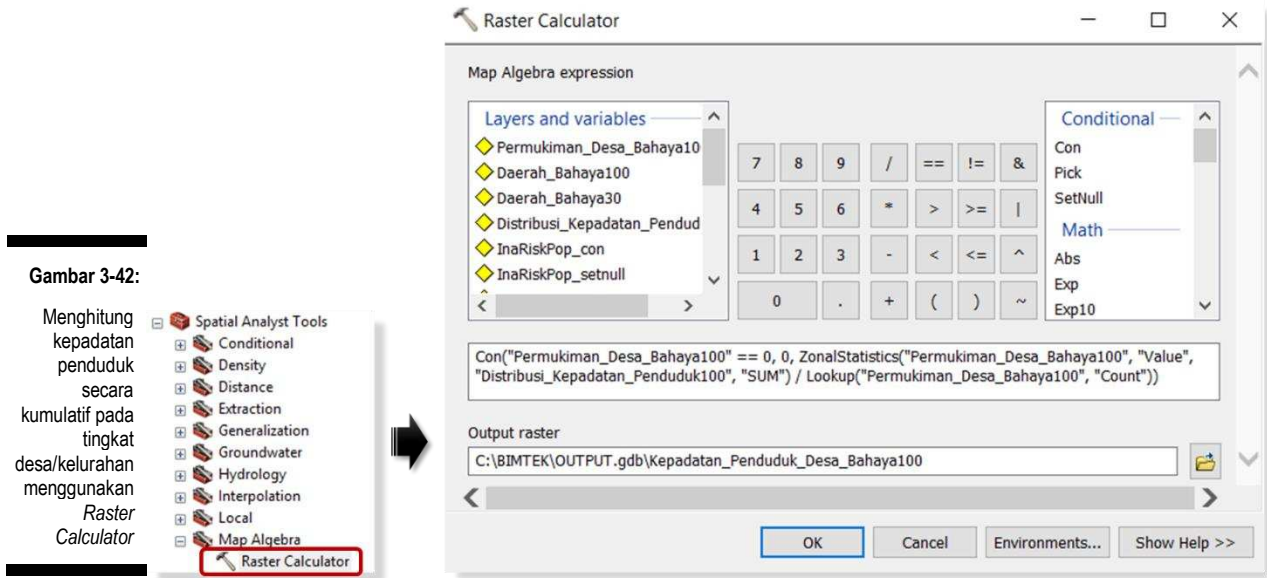 Gambar 3-42:
Menghitung
kepadatan
penduduk
secara
kumulatif pada
tingkat
desa/kelurahan
menggunakan
Raster
Calculator
Spatial Analyst Tools
Conditional
Density
Distance
Extraction
Generalization
Groundwater
Hydrology
Interpolation
Local
Map Algebra
Raster Calculator
Raster Calculator
Map Algebra expression
Layers and variables
Permukiman_Desa_Bahaya10
Daerah_Bahaya100
Daerah_Bahaya30
Distribusi_Kepadatan_Pendud
InaRiskPop_con
InaRiskPop_setnull
7 8 9 / == != &
4 5 6 * > >= |
1 2 3 - < <= ^
0 . + ( ) ~
Conditional
Con
Pick
SetNull
Math
Abs
Exp
Exp10
Con("Permukiman_Desa_Bahaya100" == 0, 0, ZonalStatistics("Permukiman_Desa_Bahaya100", "Value",
"Distribusi_Kepadatan_Penduduk100", "SUM") / Lookup("Permukiman_Desa_Bahaya100", "Count"))
Output raster
C:\BIMTEK\OUTPUT.gdb\Kepadatan_Penduduk_Desa_Bahaya100
OK Cancel Environments... Show Help >>